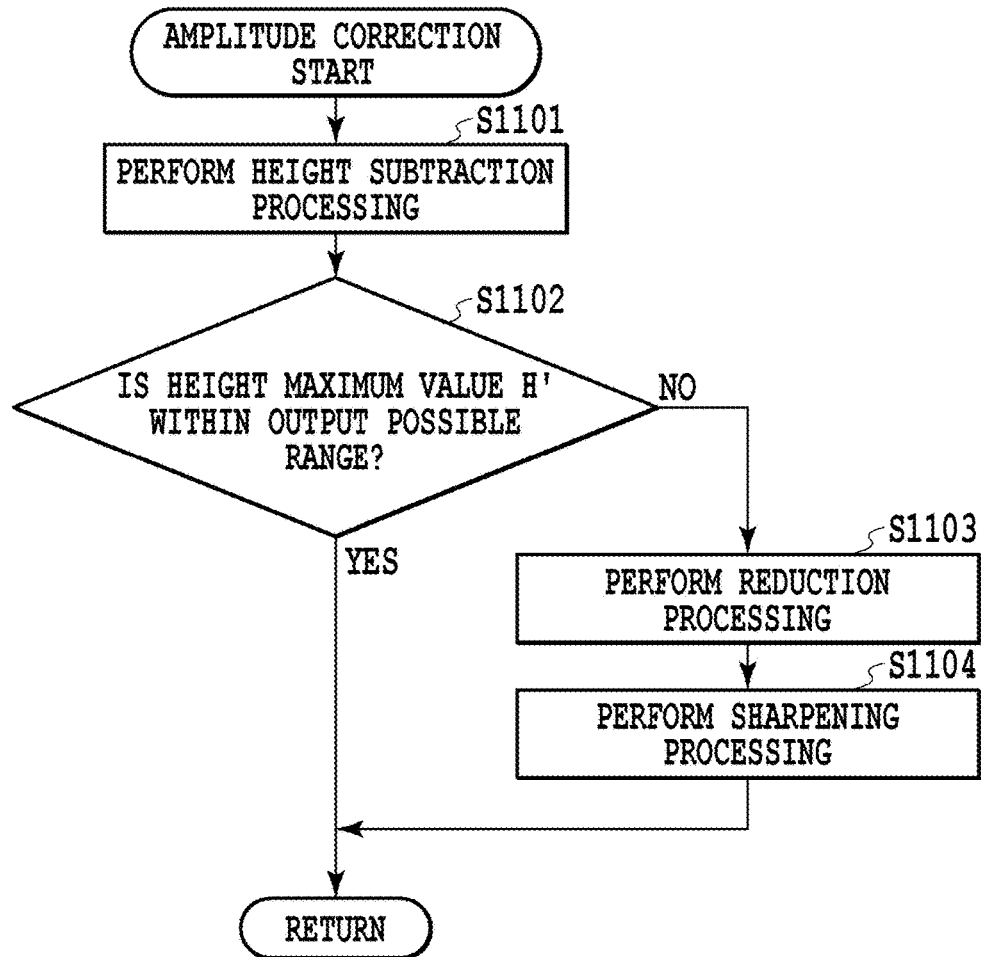 AMPLITUDE CORRECTION
START
S1101
PERFORM HEIGHT SUBTRACTION
PROCESSING
S1102
IS HEIGHT MAXIMUM VALUE H'
WITHIN OUTPUT POSSIBLE
RANGE?
NO
YES
S1103
PERFORM REDUCTION
PROCESSING
S1104
PERFORM SHARPENING
PROCESSING
RETURN